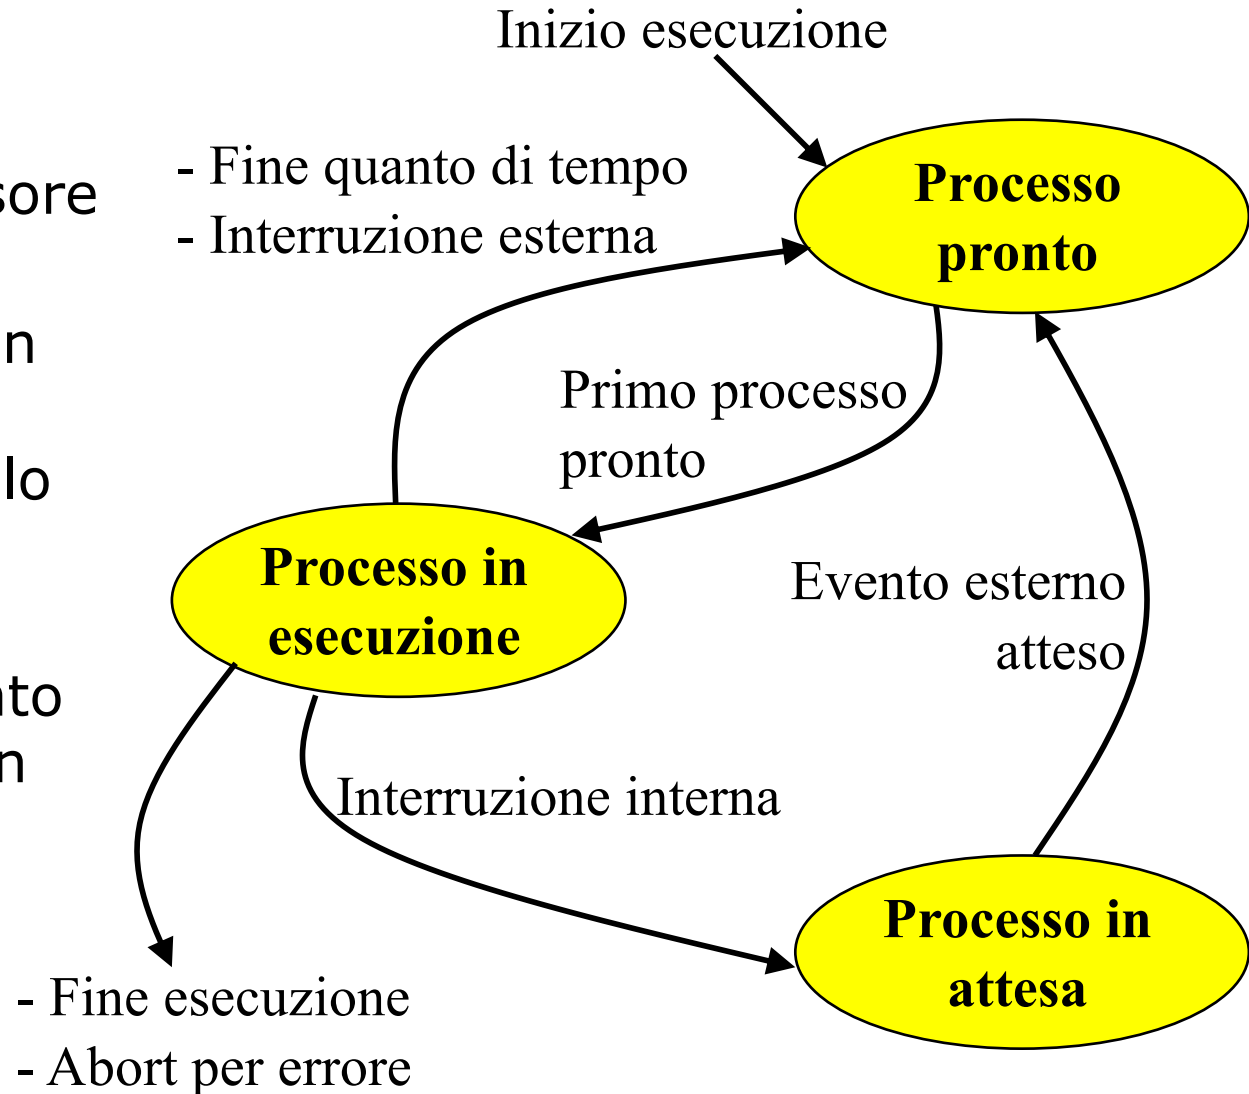 Inizio esecuzione
- Fine quanto di tempo
- Interruzione esterna
Processo
pronto
Primo processo
pronto
Processo in
esecuzione
Evento esterno
atteso
Interruzione interna
Processo in
attesa
- Fine esecuzione
- Abort per errore